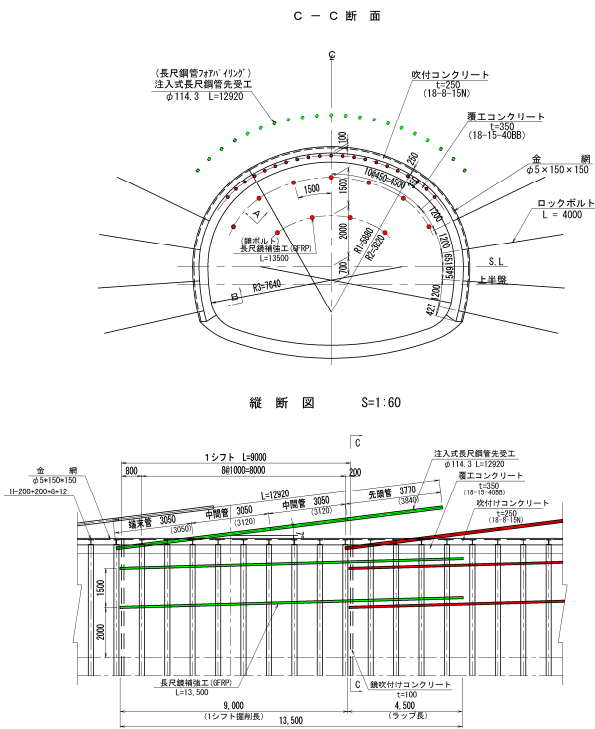 C － C 断 面
℄
(長尺鋼管フォアパイリング)
注入式長尺鋼管先受工
φ114.3 L=12920
吹付コンクリート
t=250
(18-8-15N)
覆工コンクリート
t=350
(18-15-40BB)
金 網
φ5×150×150
ロックボルト
L = 4000
100
250
10@450=4500
1500
1500
A
1200
2000
(鏡ボルト)
長尺鏡補強工(GFRP)
L=13500
R1=5880
R2=3820
1200
651
S.L
700
549
上半盤
B
R3=7640
1200
421
縦 断 図 S=1:60
C
1シフト L=9000
800
8@1000=8000
200
金 網
φ5*150*150
H-200*200*8*12
注入式長尺鋼管先受工
φ114.3 L=12920
覆工コンクリート
t=350
(18-15-40BB)
吹付けコンクリート
t=250
(18-8-15N)
L=12920
端末管 3050
(3050)
中間管 3050
(3120)
中間管 3050
(3120)
先頭管 3770
(3840)
1500
2000
長尺鏡補強工(GFRP)
L=13,500
C
鏡吹付けコンクリート
t=100
9,000
(1シフト掘削長)
4,500
(ラップ長)
13,500